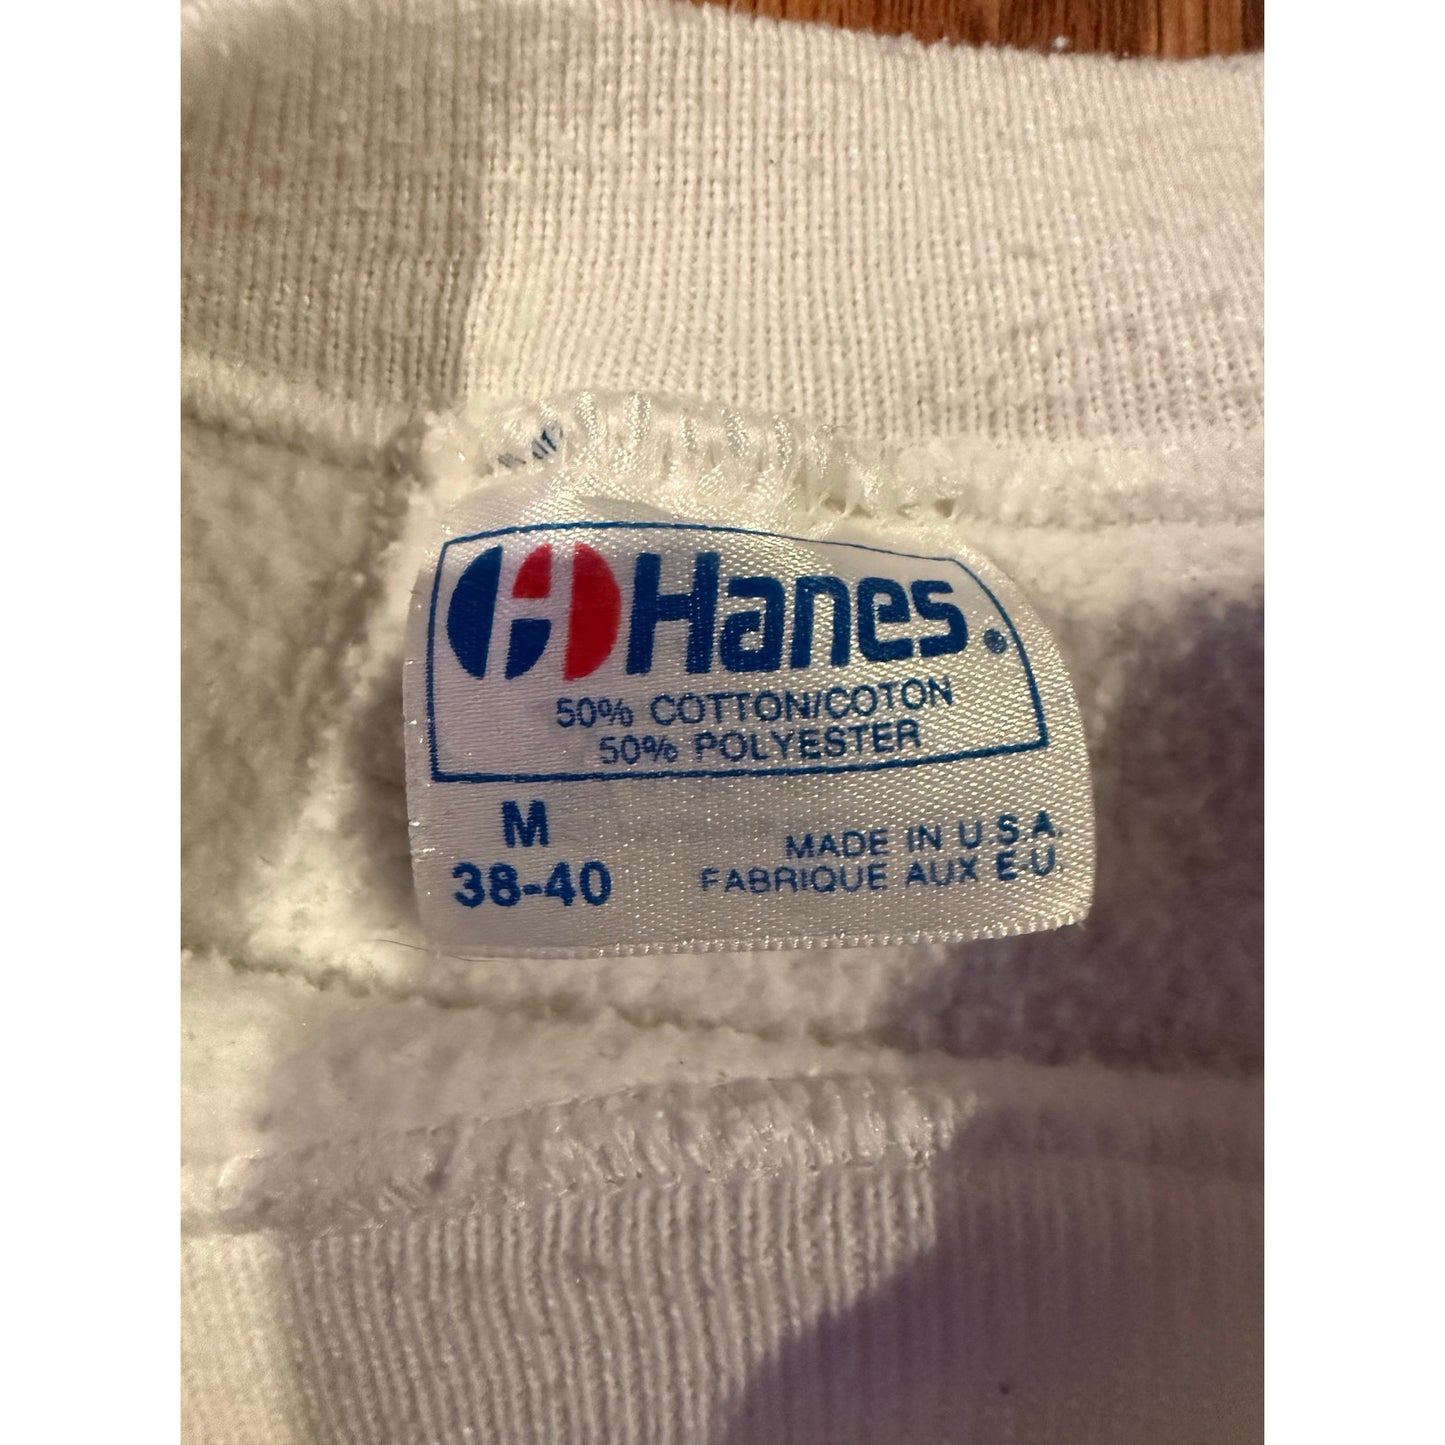 Hanes®
50% COTTON/COTON
50% POLYESTER
M
38-40
MADE IN U.S.A.
FABRIQUE AUX E-U.